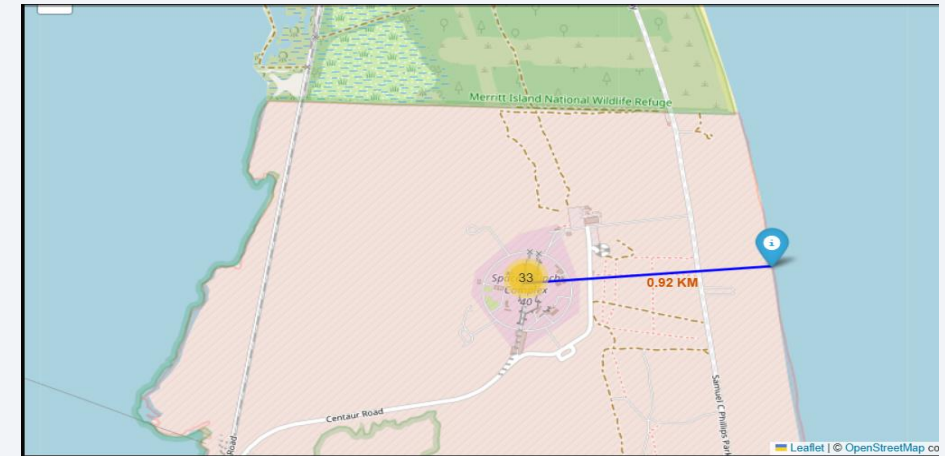 Merritt Island National Wildlife Refuge
33
Complex
40
0.92 KM
Centaur Road
Road
Samuel C Phillips Park
Leaflet | © OpenStreetMap co